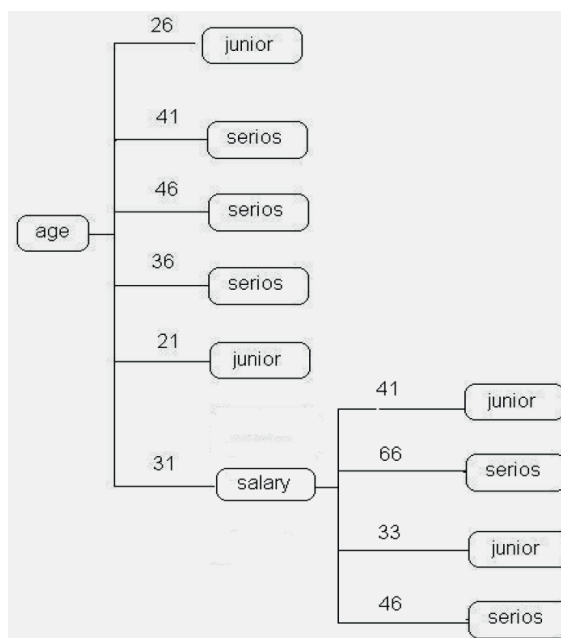 26
junior
41
serios
46
serios
age
36
serios
21
junior
31
salary
41
junior
66
serios
33
junior
46
serios